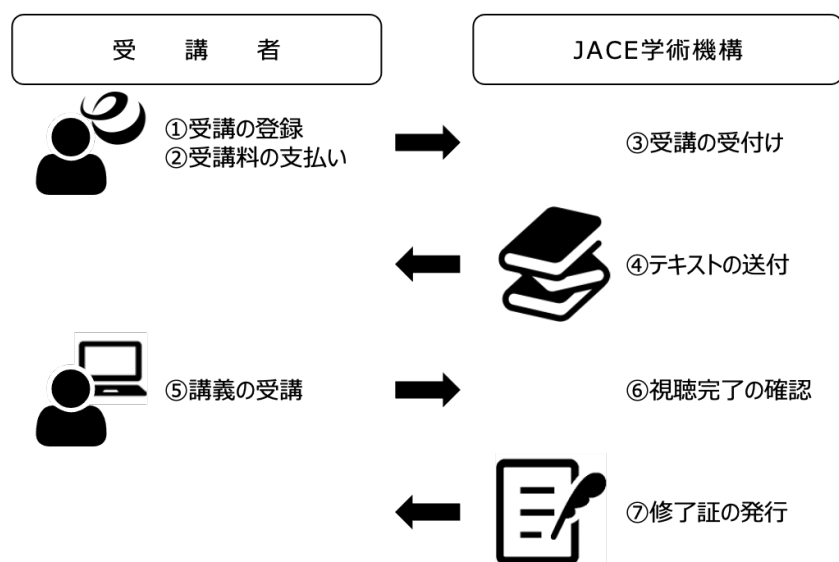 受　講　者
JACE学術機構
①受講の登録
②受講料の支払い
③受講の受付け
④テキストの送付
⑤講義の受講
⑥視聴完了の確認
⑦修了証の発行